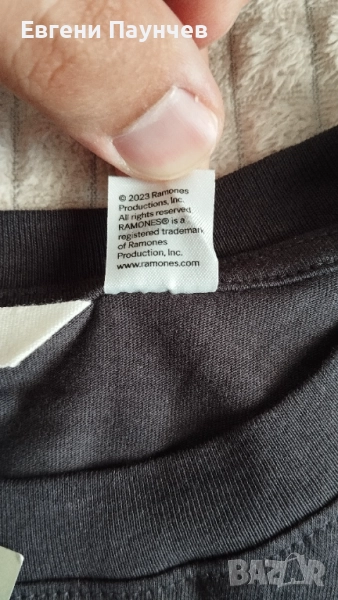 Евгени Паунчев
© 2023 Ramones
Productions, Inc.
All rights reserved
RAMONES® is a
registered trademark
of Ramones
Production, Inc.
www.ramones.com
BAZAR